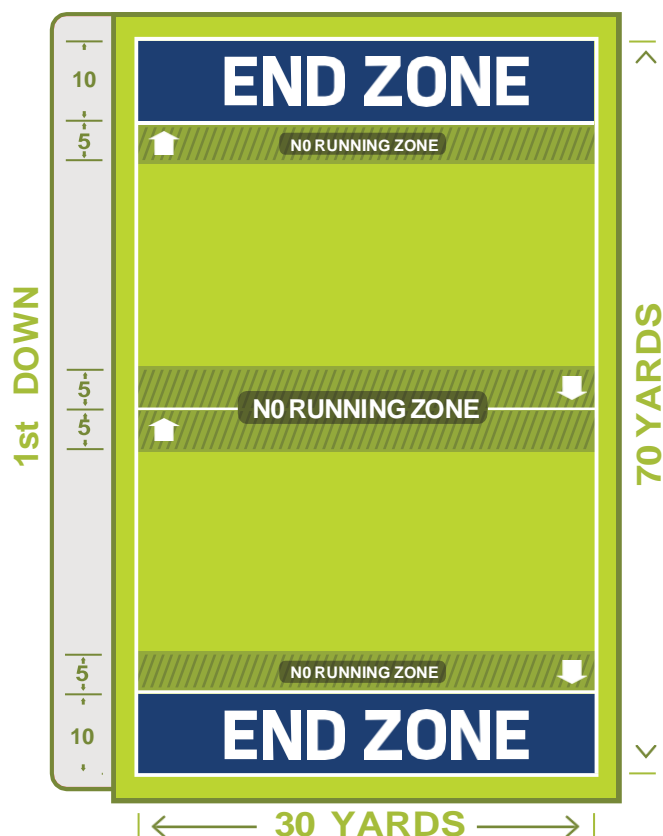 END ZONE
10
5
N0 RUNNING ZONE
1st DOWN
70 YARDS
5
N0 RUNNING ZONE
5
N0 RUNNING ZONE
5
10
END ZONE
30 YARDS